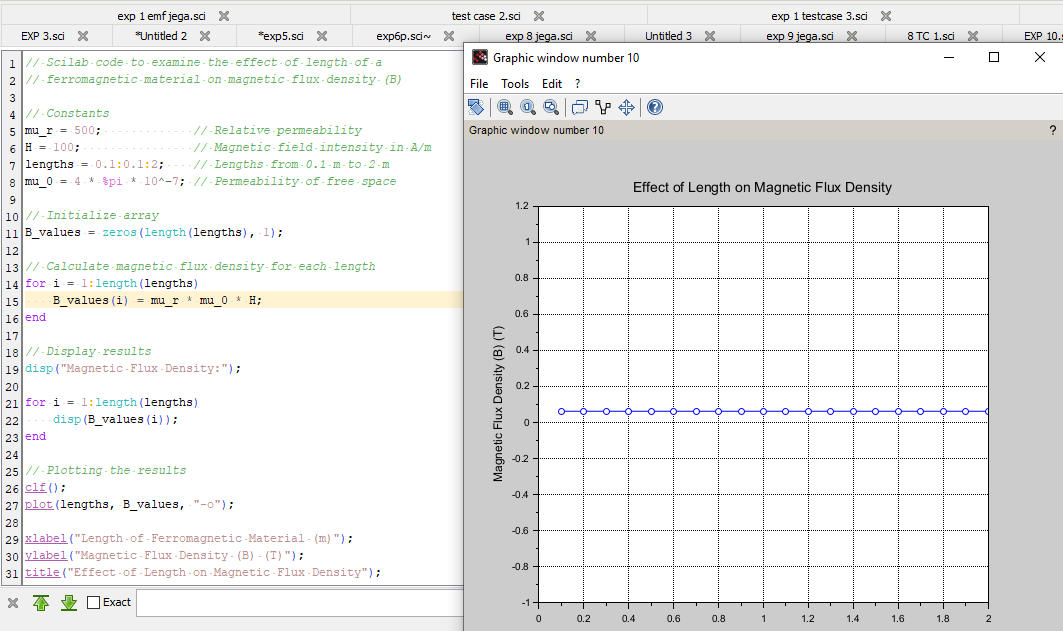 exp 1 emf jega.sci
test case 2.sci
exp 1 testcase 3.sci
EXP 3.sci
*Untitled 2
*exp5.sci
exp6p.sci~
exp 8 jega.sci
Untitled 3
exp 9 jega.sci
8 TC 1.sci
EXP 10.s
1 // Scilab code to examine the effect of length of a
2 // ferromagnetic material on magnetic flux density (B)
3
4 // Constants
5 mu_r = 500; // Relative permeability
6 H = 100; // Magnetic field intensity in A/m
7 lengths = 0.1:0.1:2; // Lengths from 0.1 m to 2 m
8 mu_0 = 4 * %pi * 10^-7; // Permeability of free space
9
10 // Initialize array
11 B_values = zeros(length(lengths), 1);
12
13 // Calculate magnetic flux density for each length
14 for i = 1:length(lengths)
15 B_values(i) = mu_r * mu_0 * H;
16 end
17
18 // Display results
19 disp("Magnetic Flux Density:");
20
21 for i = 1:length(lengths)
22 disp(B_values(i));
23 end
24
25 // Plotting the results
26 clf();
27 plot(lengths, B_values, "-o");
28
29 xlabel("Length of Ferromagnetic Material (m)");
30 ylabel("Magnetic Flux Density (B) (T)");
31 title("Effect of Length on Magnetic Flux Density");
Exact
Graphic window number 10
File Tools Edit ?
Graphic window number 10 ?
Effect of Length on Magnetic Flux Density
Magnetic Flux Density (B) (T)
1.2
1
0.8
0.6
0.4
0.2
0
-0.2
-0.4
-0.6
-0.8
-1
0 0.2 0.4 0.6 0.8 1 1.2 1.4 1.6 1.8 2